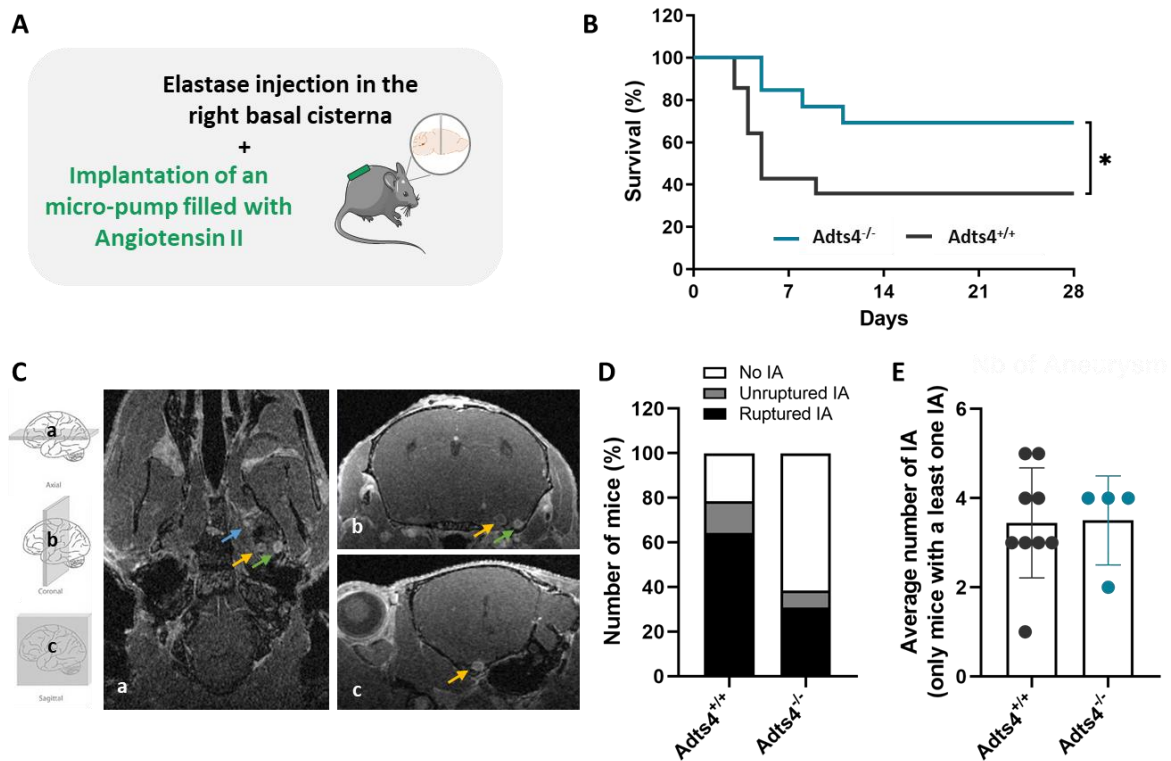 A
Elastase injection in the
right basal cisterna
+
Implantation of an
micro-pump filled with
Angiotensin II
B
Survival (%)
120
100
80
60
40
20
0
0 7 14 21 28
Days
Adts4-/- Adts4+/+
*
C
a
Axial
b
Coronal
c
Sagittal
a
b
c
D
No IA
Unruptured IA
Ruptured IA
Number of mice (%)
120
100
80
60
40
20
0
Adts4+/+ Adts4-/-
Nb of Aneurysm
E
Average number of IA
(only mice with a least one IA)
6
4
2
0
Adts4+/+ Adts4-/-